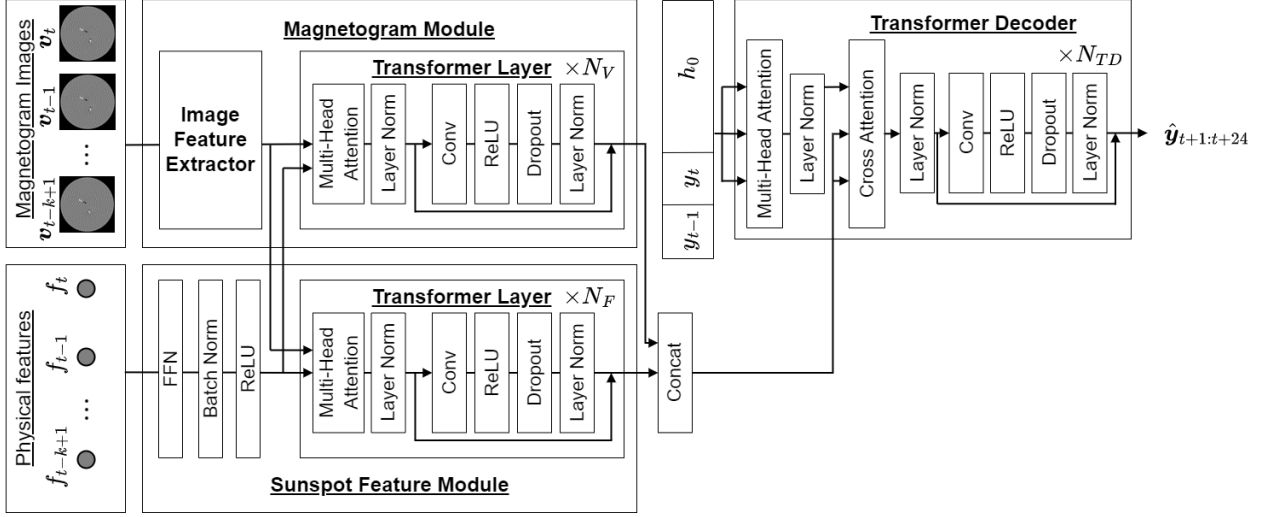 Magnetogram Images
v_t
v_{t-1}
...
v_{t-k+1}
Magnetogram Module
Image
Feature
Extractor
Transformer Layer ×N_V
Multi-Head
Attention
Layer Norm
Conv
ReLU
Dropout
Layer Norm
Physical features
f_t
f_{t-1}
...
f_{t-k+1}
FFN
Batch Norm
ReLU
Transformer Layer ×N_F
Multi-Head
Attention
Layer Norm
Conv
ReLU
Dropout
Layer Norm
Sunspot Feature Module
Concat
h_0
y_t
y_{t-1}
Transformer Decoder
×N_{TD}
Multi-Head Attention
Layer Norm
Cross Attention
Layer Norm
Conv
ReLU
Dropout
Layer Norm
ŷ_{t+1:t+24}